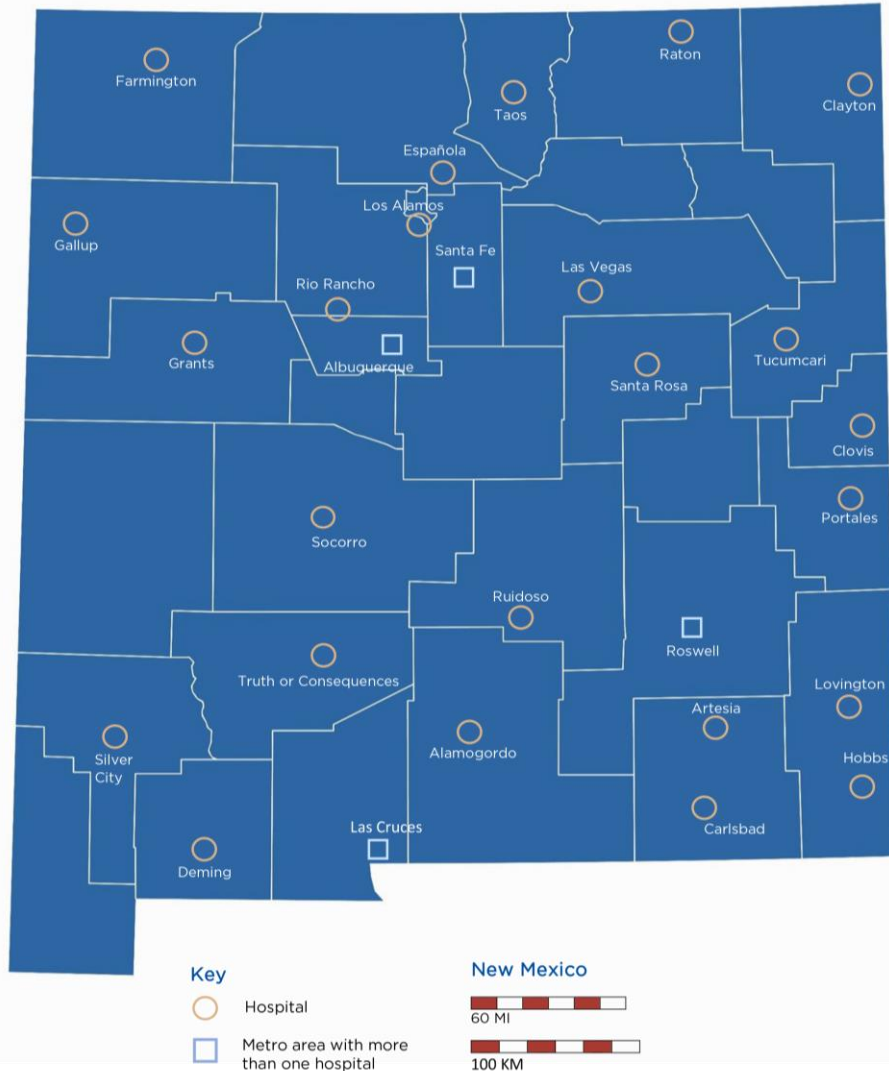 Raton
Farmington
Clayton
Taos
Española
Los Alamos
Gallup
Santa Fe
Las Vegas
Rio Rancho
Grants
Albuquerque
Tucumcari
Santa Rosa
Clovis
Portales
Socorro
Ruidoso
Roswell
Truth or Consequences
Lovington
Artesia
Alamogordo
Silver
City
Hobbs
Las Cruces
Carlsbad
Deming
Key
Hospital
Metro area with more
than one hospital
New Mexico
60 MI
100 KM